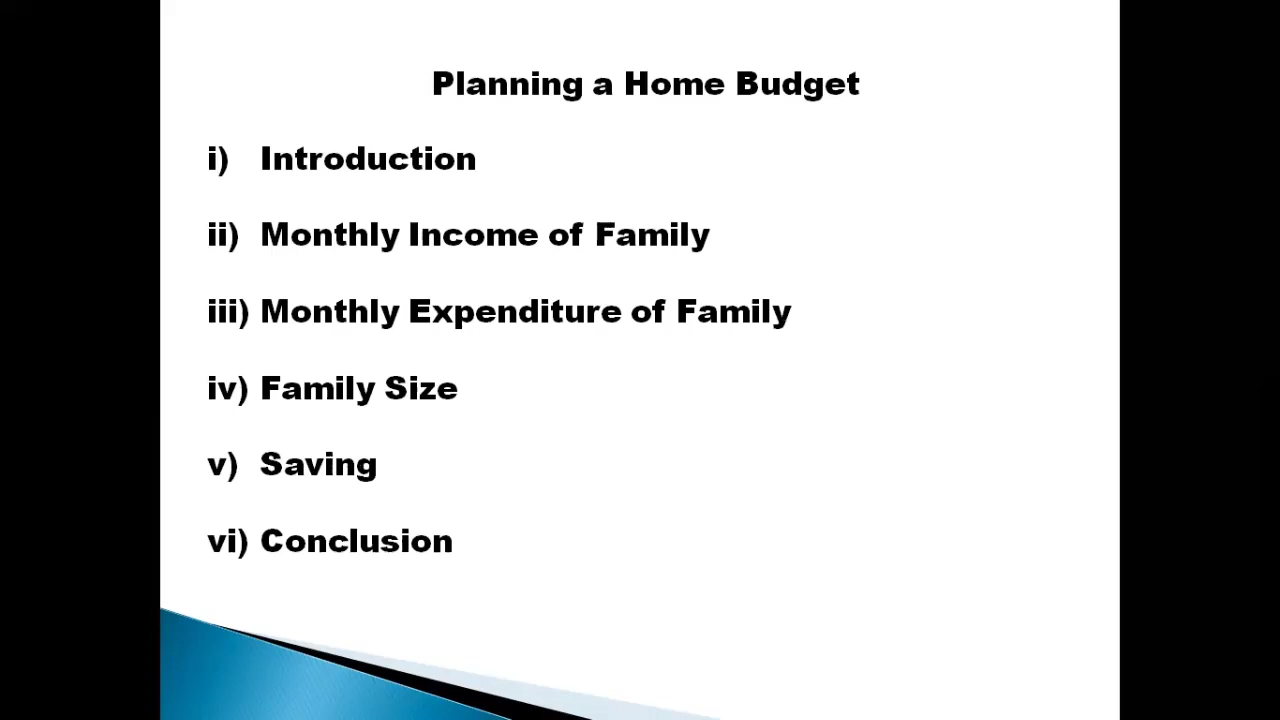 Planning a Home Budget
i) Introduction
ii) Monthly Income of Family
iii) Monthly Expenditure of Family
iv) Family Size
v) Saving
vi) Conclusion